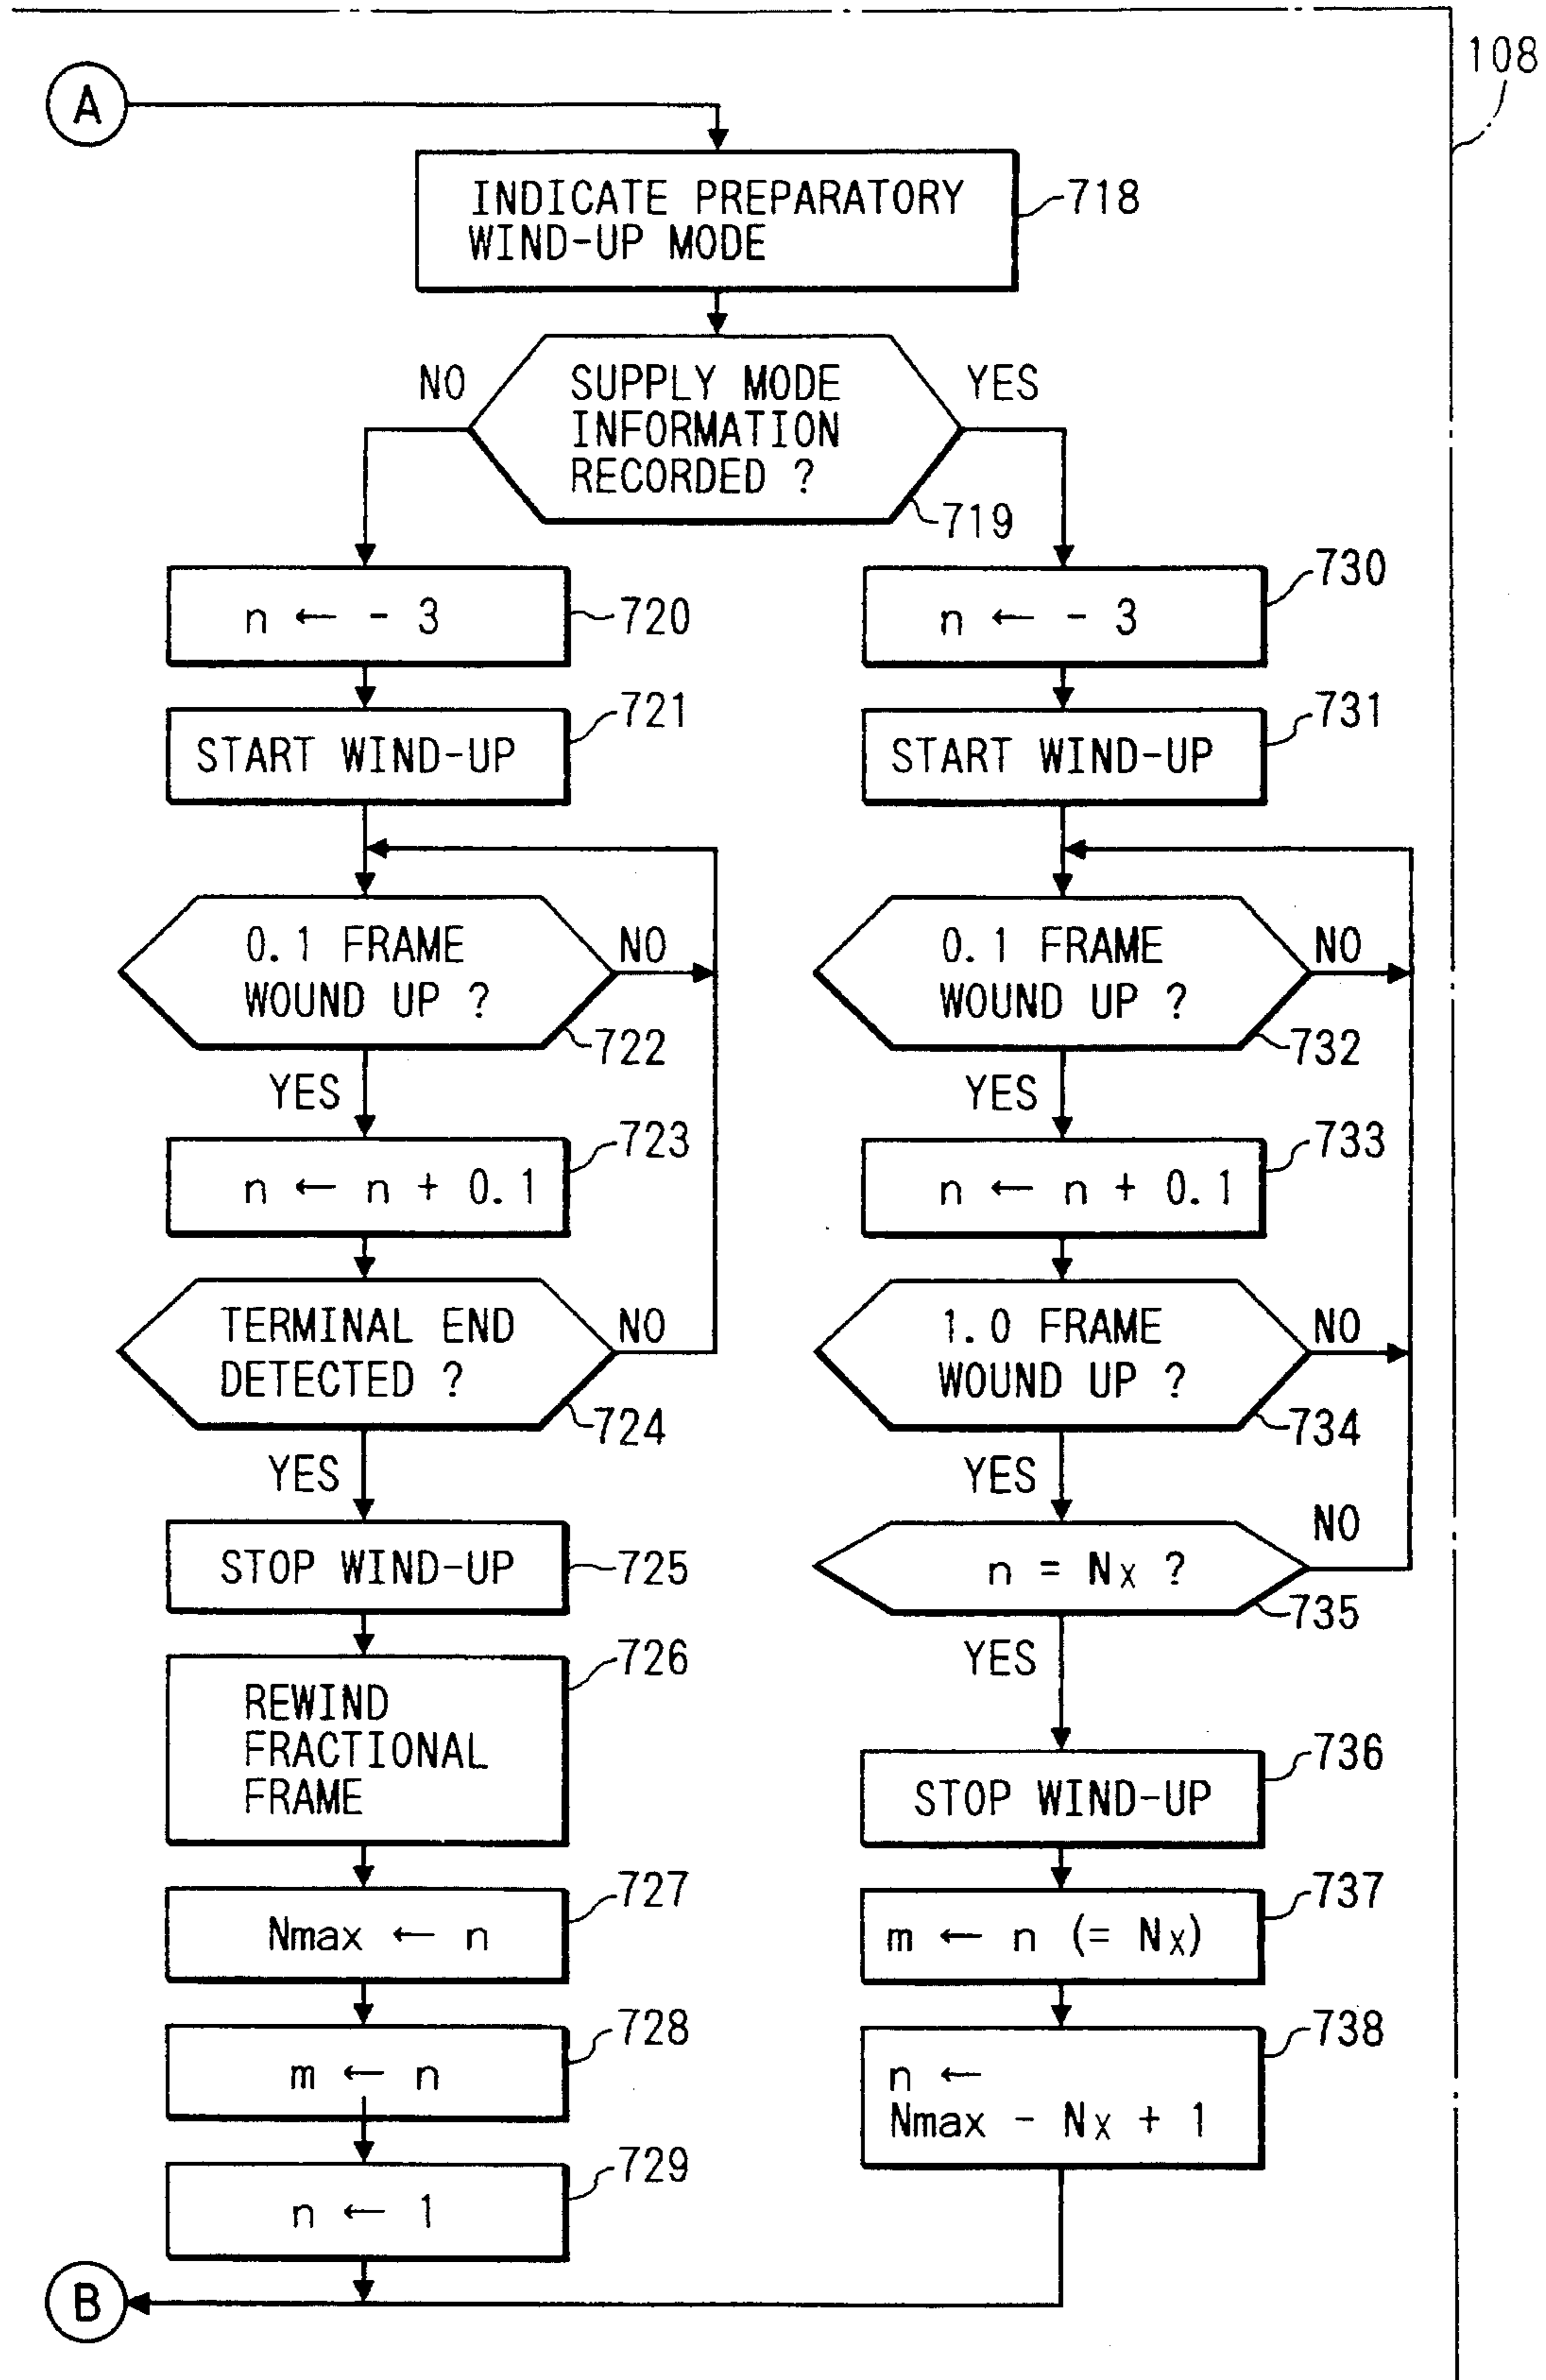 108
A
INDICATE PREPARATORY
WIND-UP MODE
718
NO
SUPPLY MODE
INFORMATION
RECORDED ?
YES
719
n ← - 3
720
START WIND-UP
721
0.1 FRAME
WOUND UP ?
NO
722
YES
n ← n + 0.1
723
TERMINAL END
DETECTED ?
NO
724
YES
STOP WIND-UP
725
REWIND
FRACTIONAL
FRAME
726
Nmax ← n
727
m ← n
728
n ← 1
729
n ← - 3
730
START WIND-UP
731
0.1 FRAME
WOUND UP ?
NO
732
YES
n ← n + 0.1
733
1.0 FRAME
WOUND UP ?
NO
734
YES
n = Nx ?
NO
735
YES
STOP WIND-UP
736
m ← n (= Nx)
737
n ←
Nmax - Nx + 1
738
B